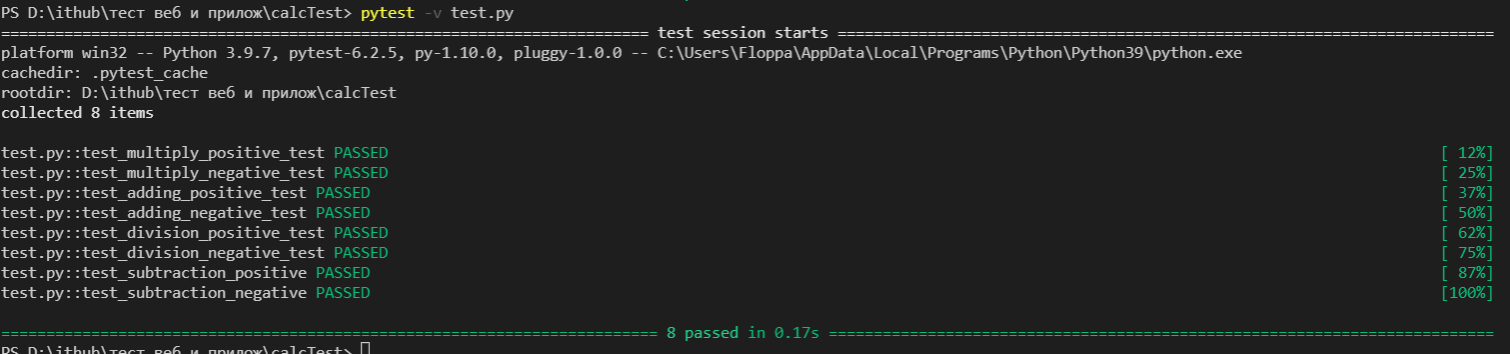 PS D:\ithub\тест веб и прилож\calcTest> pytest -v test.py
======================================================================== test session starts =========================================================================
platform win32 -- Python 3.9.7, pytest-6.2.5, py-1.10.0, pluggy-1.0.0 -- C:\Users\Floppa\AppData\Local\Programs\Python\Python39\python.exe
cachedir: .pytest_cache
rootdir: D:\ithub\тест веб и прилож\calcTest
collected 8 items
test.py::test_multiply_positive_test PASSED [ 12%]
test.py::test_multiply_negative_test PASSED [ 25%]
test.py::test_adding_positive_test PASSED [ 37%]
test.py::test_adding_negative_test PASSED [ 50%]
test.py::test_division_positive_test PASSED [ 62%]
test.py::test_division_negative_test PASSED [ 75%]
test.py::test_subtraction_positive PASSED [ 87%]
test.py::test_subtraction_negative PASSED [100%]
========================================================================= 8 passed in 0.17s ==========================================================================
PS D:\ithub\тест веб и прилож\calcTest>